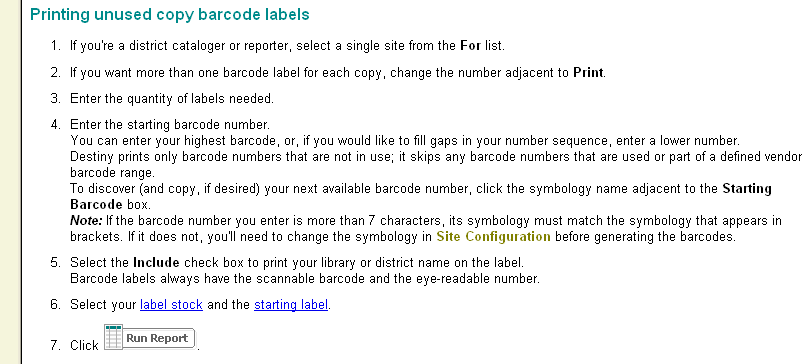 Printing unused copy barcode labels
1. If you're a district cataloger or reporter, select a single site from the For list.
2. If you want more than one barcode label for each copy, change the number adjacent to Print.
3. Enter the quantity of labels needed.
4. Enter the starting barcode number.
You can enter your highest barcode, or, if you would like to fill gaps in your number sequence, enter a lower number.
Destiny prints only barcode numbers that are not in use; it skips any barcode numbers that are used or part of a defined vendor
barcode range.
To discover (and copy, if desired) your next available barcode number, click the symbology name adjacent to the Starting
Barcode box.
Note: If the barcode number you enter is more than 7 characters, its symbology must match the symbology that appears in
brackets. If it does not, you'll need to change the symbology in Site Configuration before generating the barcodes.
5. Select the Include check box to print your library or district name on the label.
Barcode labels always have the scannable barcode and the eye-readable number.
6. Select your label stock and the starting label.
7. Click Run Report.